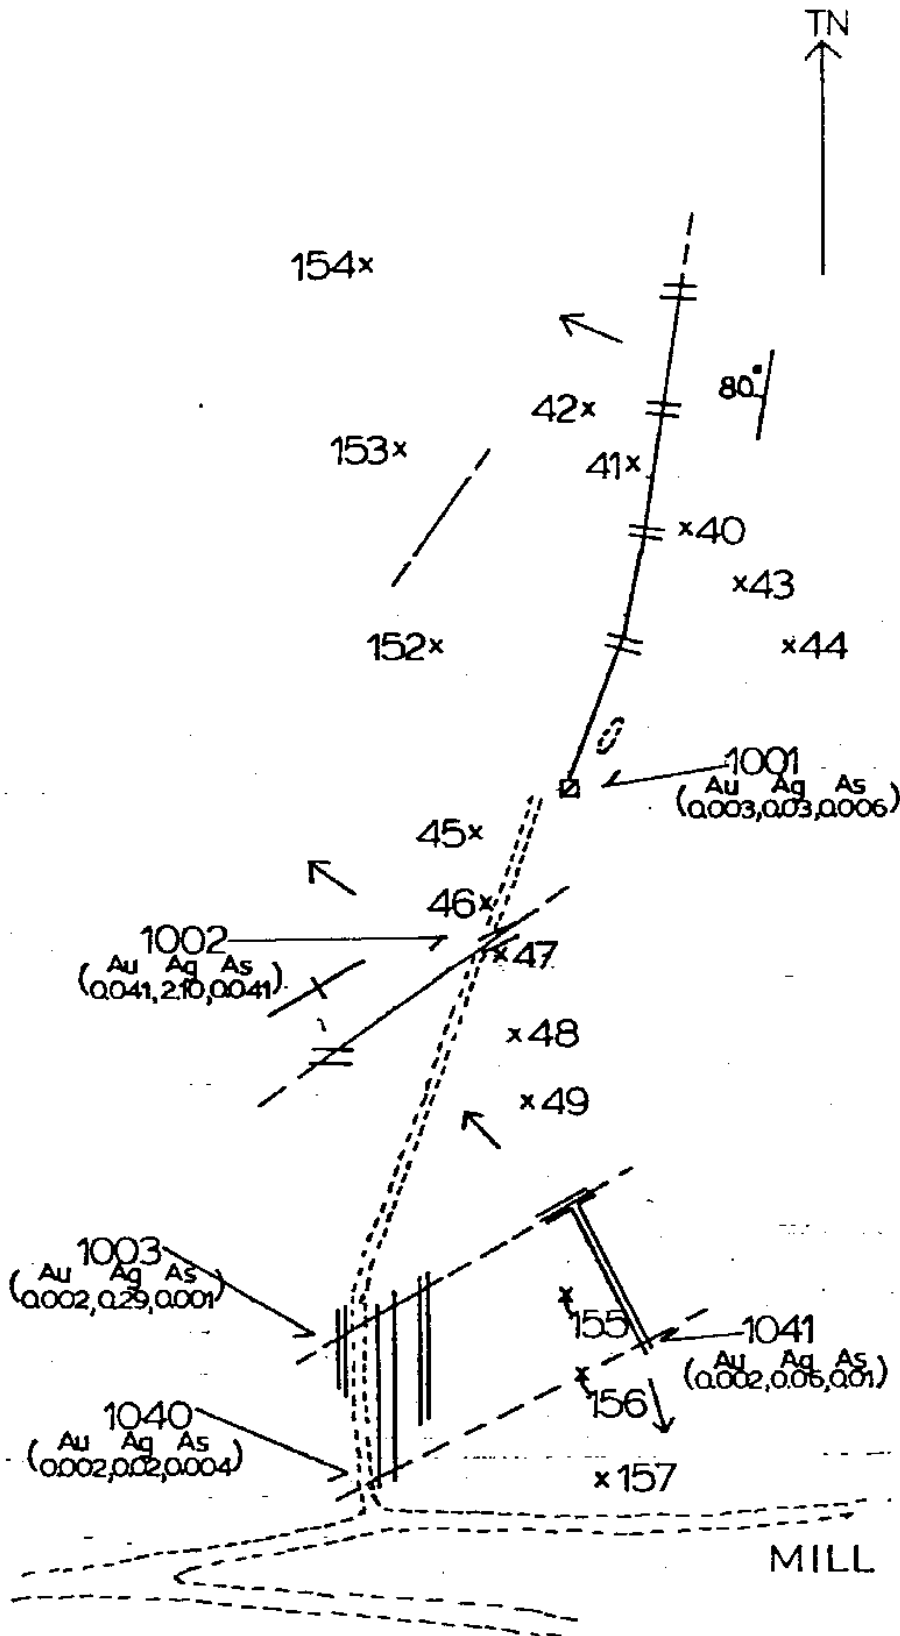 TN
154x
80°
42x
153x
41x
x40
x43
152x
x44
1001
Au Ag As
(0.003,0.03,0.006)
45x
46x
1002
x47
Au Ag As
(0.041,2.10,0.041)
x48
x49
1003
Au Ag As
(0.002,0.29,0.001)
x
155
1041
Au Ag As
(0.002,0.06,0.01)
x
156
1040
Au Ag As
(0.002,0.02,0.004)
x157
MILL